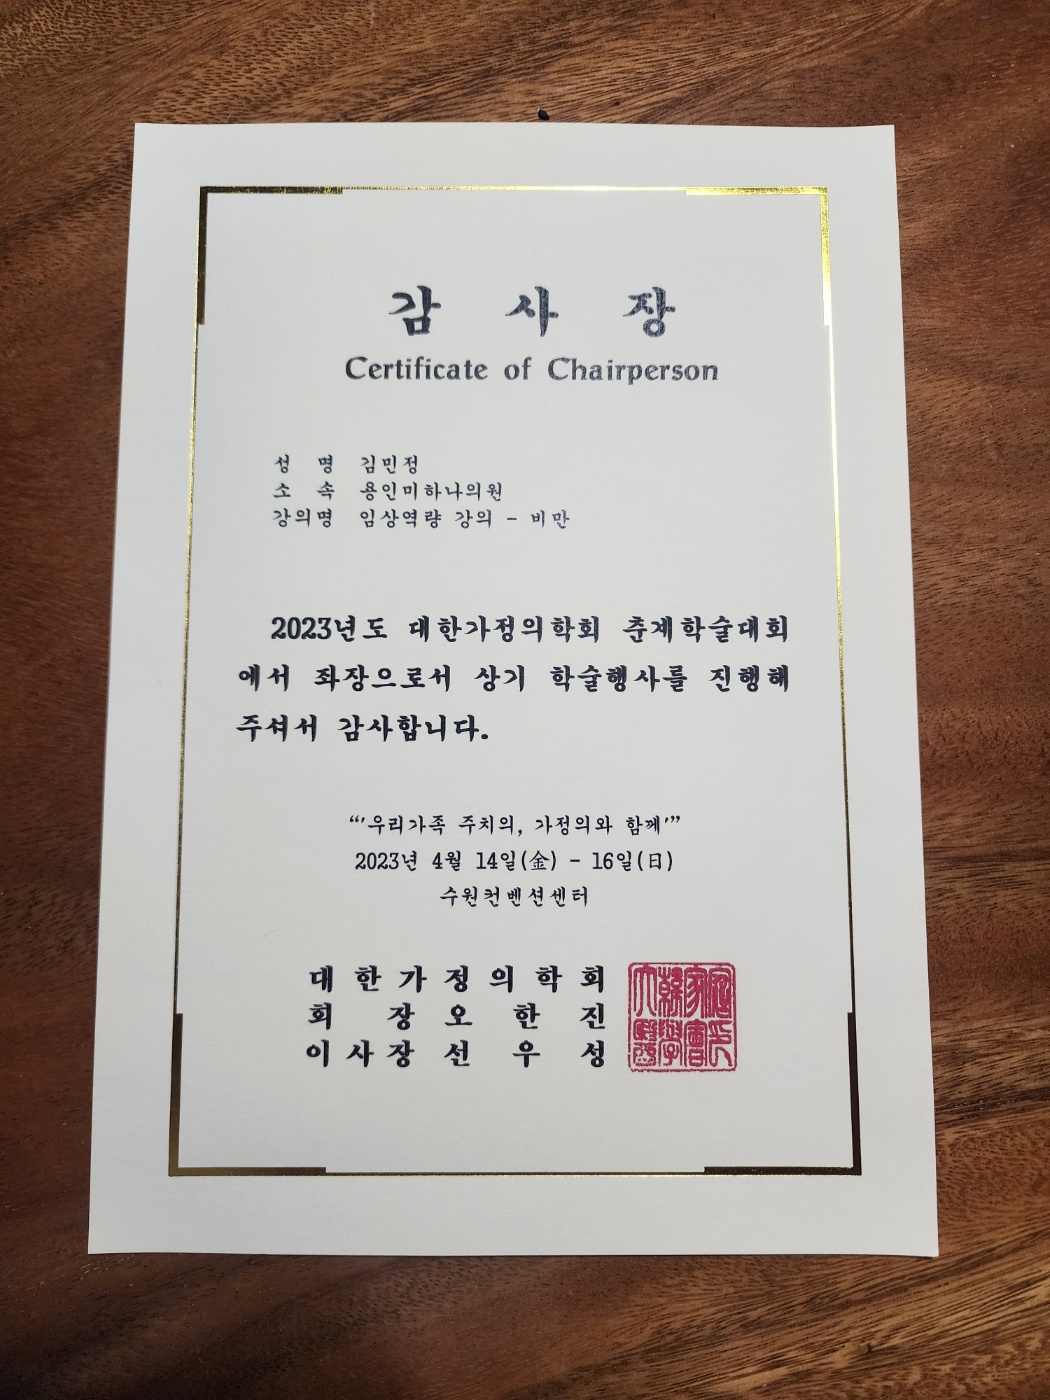 감 사 장
Certificate of Chairperson
성 명 김민정
소 속 용인미하나의원
강의명 임상역량 강의 - 비만
2023년도 대한가정의학회 춘계학술대회
에서 좌장으로서 상기 학술행사를 진행해
주셔서 감사합니다.
“‘우리가족 주치의, 가정의와 함께’”
2023년 4월 14일(金) - 16일(日)
수원컨벤션센터
대한가정의학회
회 장 오 한 진
이사장 선 우 성